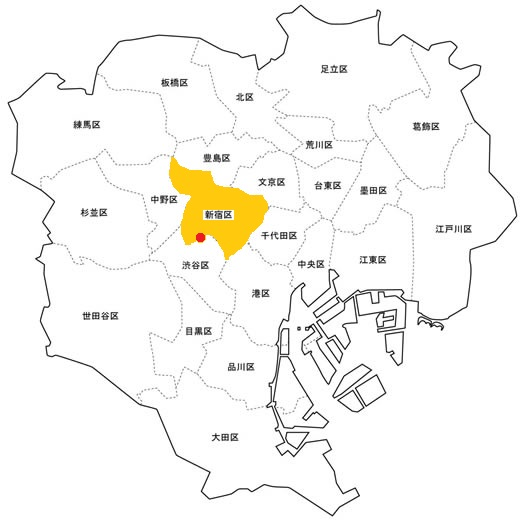 足立区
板橋区
北区
練馬区
葛飾区
荒川区
豊島区
文京区
台東区
墨田区
中野区
杉並区
新宿区
江戸川区
千代田区
渋谷区
中央区
江東区
港区
世田谷区
目黒区
品川区
大田区